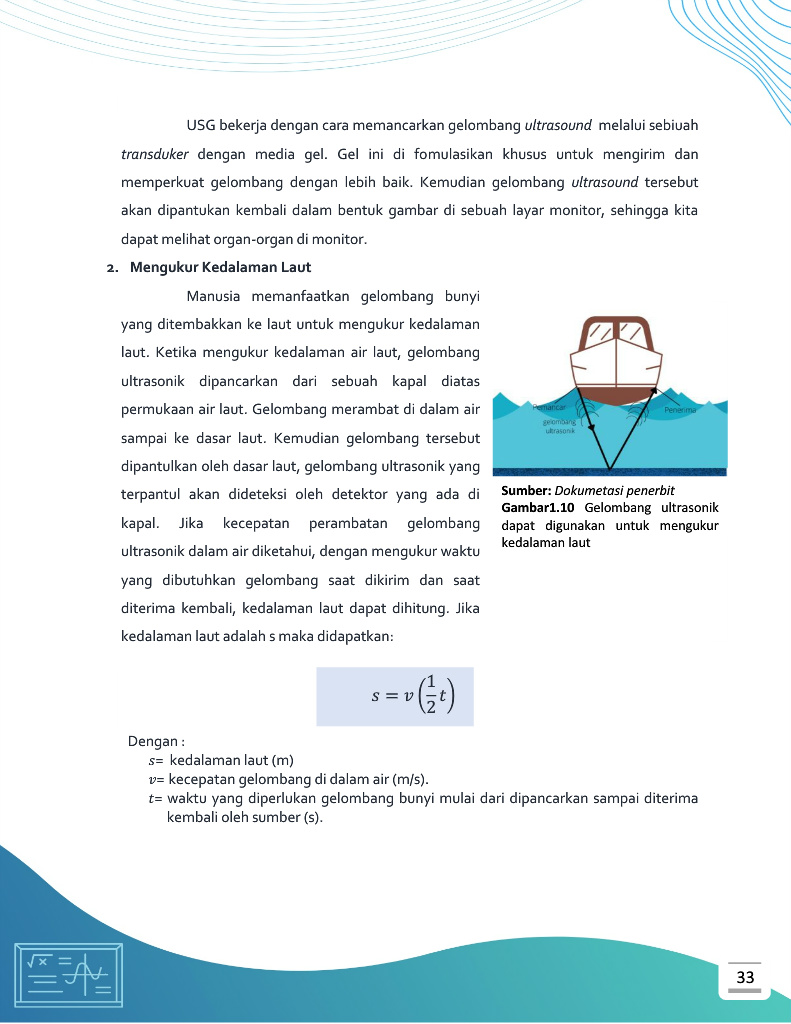 USG bekerja dengan cara memancarkan gelombang ultrasound melalui sebiuah
transduker dengan media gel. Gel ini di fomulasikan khusus untuk mengirim dan
memperkuat gelombang dengan lebih baik. Kemudian gelombang ultrasound tersebut
akan dipantukan kembali dalam bentuk gambar di sebuah layar monitor, sehingga kita
dapat melihat organ-organ di monitor.
2. Mengukur Kedalaman Laut
Manusia memanfaatkan gelombang bunyi
yang ditembakkan ke laut untuk mengukur kedalaman
laut. Ketika mengukur kedalaman air laut, gelombang
ultrasonik dipancarkan dari sebuah kapal diatas
permukaan air laut. Gelombang merambat di dalam air
sampai ke dasar laut. Kemudian gelombang tersebut
dipantulkan oleh dasar laut, gelombang ultrasonik yang
terpantul akan dideteksi oleh detektor yang ada di
kapal. Jika kecepatan perambatan gelombang
ultrasonik dalam air diketahui, dengan mengukur waktu
yang dibutuhkan gelombang saat dikirim dan saat
diterima kembali, kedalaman laut dapat dihitung. Jika
kedalaman laut adalah s maka didapatkan:
Pemancar
gelombang
ultrasonik
Penerima
Sumber: Dokumetasi penerbit
Gambar1.10 Gelombang ultrasonik
dapat digunakan untuk mengukur
kedalaman laut
s = v (1/2 t)
Dengan :
s= kedalaman laut (m)
v= kecepatan gelombang di dalam air (m/s).
t= waktu yang diperlukan gelombang bunyi mulai dari dipancarkan sampai diterima
kembali oleh sumber (s).
√x
33